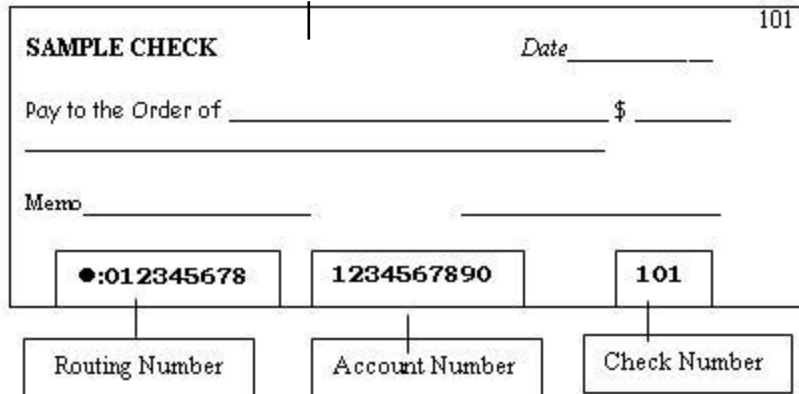 101
SAMPLE CHECK Date
Pay to the Order of $
Memo
●:012345678 1234567890 101
Routing Number Account Number Check Number